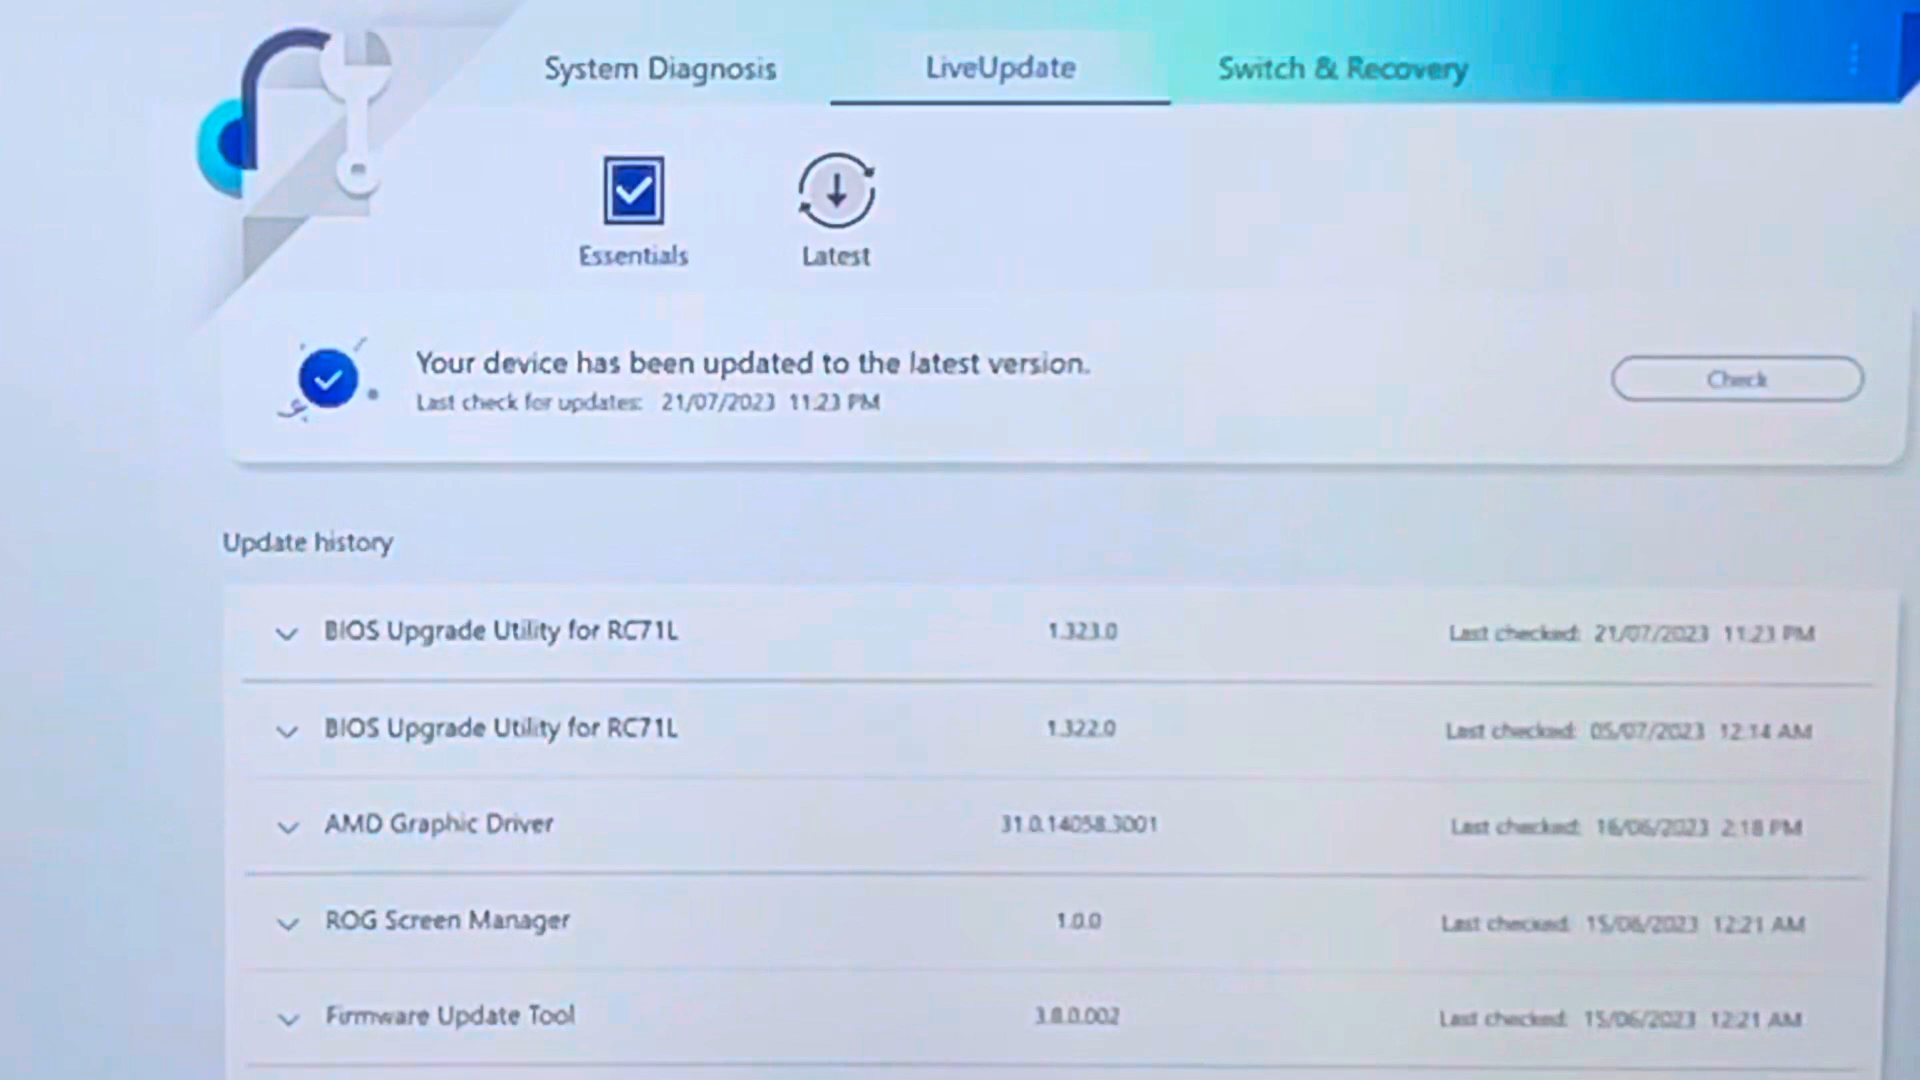 System Diagnosis LiveUpdate Switch & Recovery
Essentials Latest
Your device has been updated to the latest version.
Last check for updates: 21/07/2023 11:23 PM
Check
Update history
BIOS Upgrade Utility for RC71L 1.323.0 Last checked: 21/07/2023 11:23 PM
BIOS Upgrade Utility for RC71L 1.322.0 Last checked: 05/07/2023 12:14 AM
AMD Graphic Driver 31.0.14058.3001 Last checked: 16/06/2023 2:18 PM
ROG Screen Manager 1.0.0 Last checked: 15/06/2023 12:21 AM
Firmware Update Tool Last checked: 15/06/2023 12:21 AM